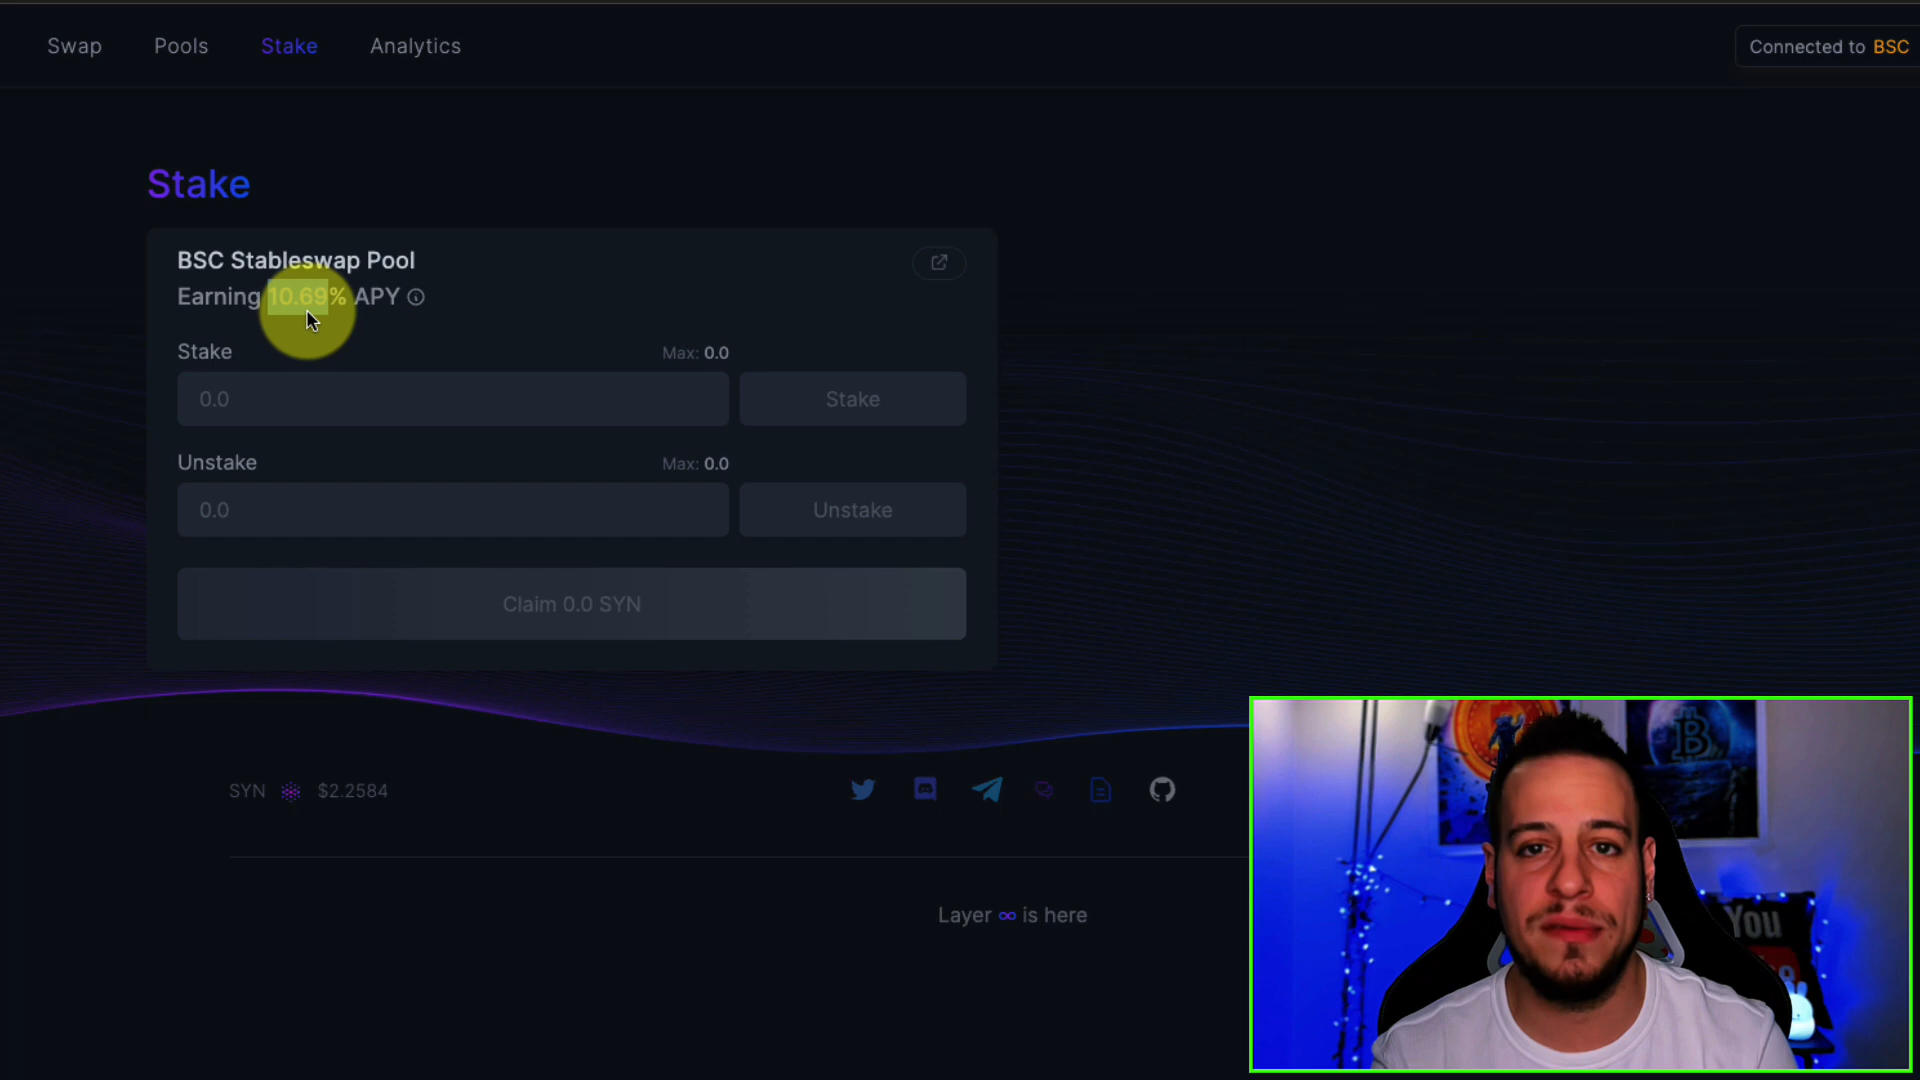 Swap Pools Stake Analytics Connected to BSC
Stake
BSC Stableswap Pool
Earning 10.69% APY
Stake Max: 0.0
0.0 Stake
Unstake Max: 0.0
0.0 Unstake
Claim 0.0 SYN
SYN $2.2584
Layer ∞ is here
You